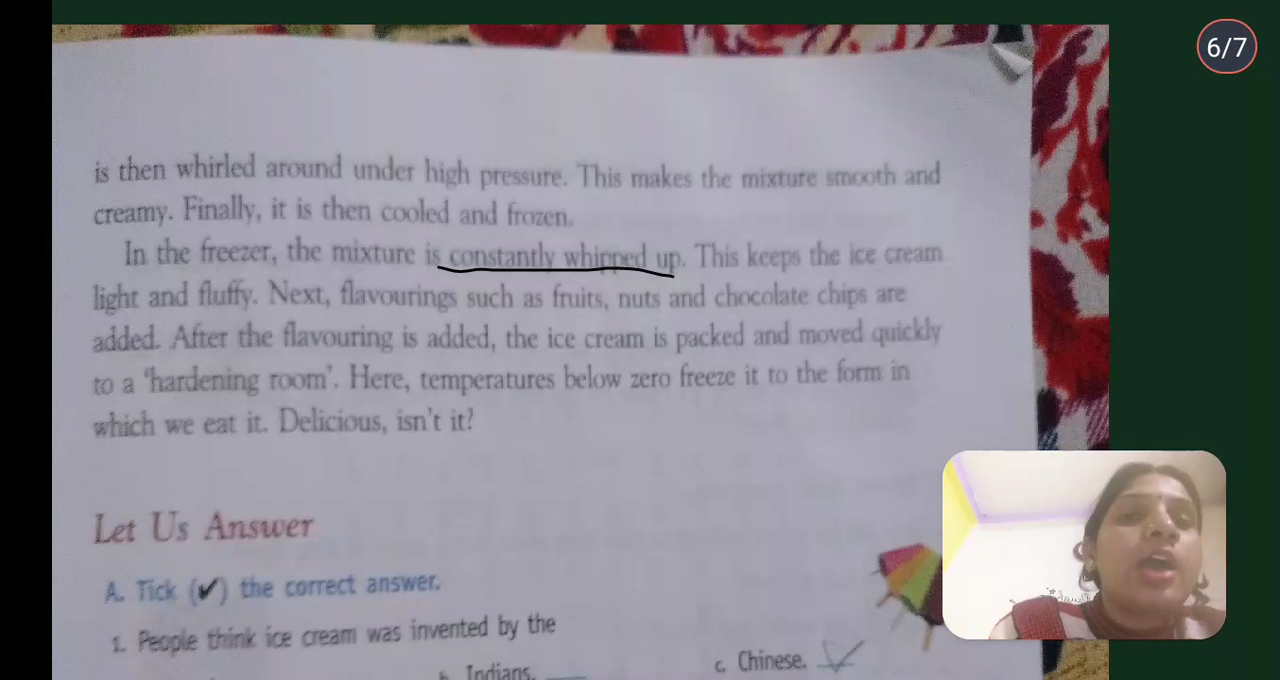 6/7
is then whirled around under high pressure. This makes the mixture smooth and
creamy. Finally, it is then cooled and frozen.
In the freezer, the mixture is constantly whipped up. This keeps the ice cream
light and fluffy. Next, flavourings such as fruits, nuts and chocolate chips are
added. After the flavouring is added, the ice cream is packed and moved quickly
to a 'hardening room'. Here, temperatures below zero freeze it to the form in
which we eat it. Delicious, isn't it?
Let Us Answer
A. Tick (✔) the correct answer.
1. People think ice cream was invented by the
b. Indians.
c. Chinese. ✓